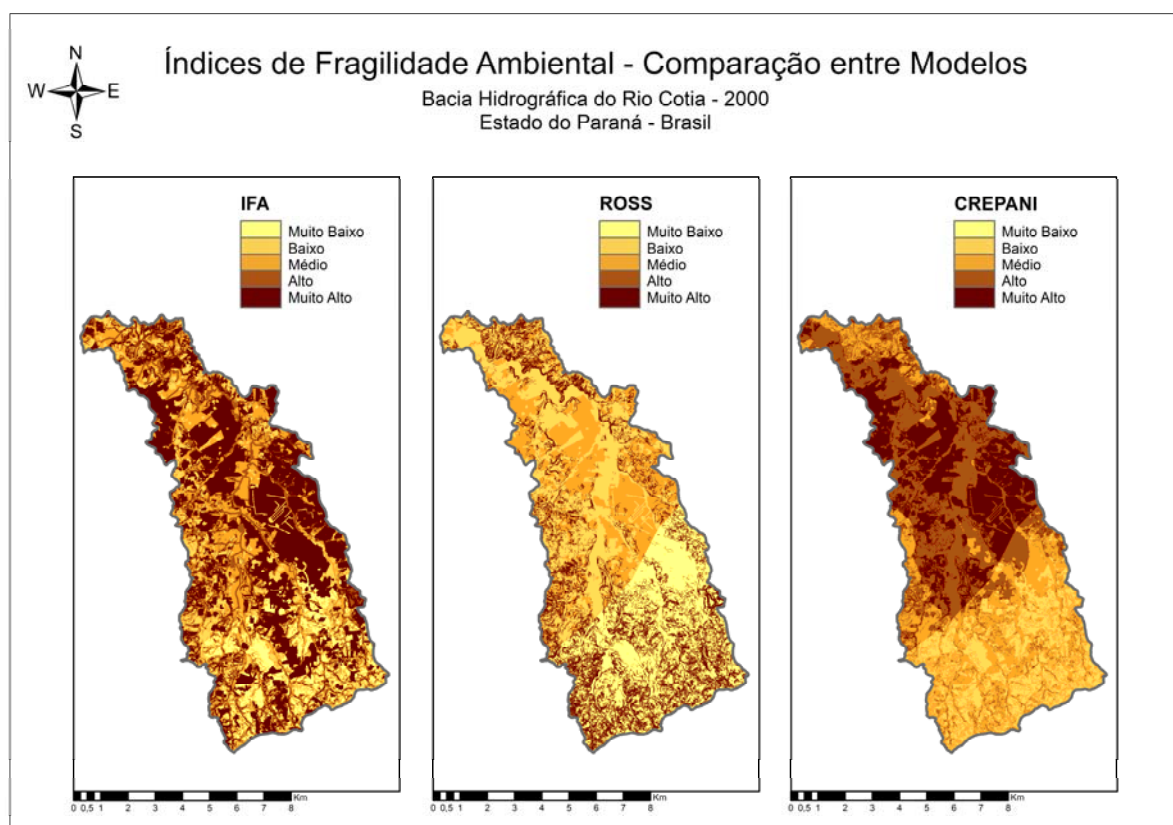 N
W E
S
Índices de Fragilidade Ambiental - Comparação entre Modelos
Bacia Hidrográfica do Rio Cotia - 2000
Estado do Paraná - Brasil
IFA
Muito Baixo
Baixo
Médio
Alto
Muito Alto
0 0,5 1 2 3 4 5 6 7 8
Km
ROSS
Muito Baixo
Baixo
Médio
Alto
Muito Alto
0 0,5 1 2 3 4 5 6 7 8
Km
CREPANI
Muito Baixo
Baixo
Médio
Alto
Muito Alto
0 0,5 1 2 3 4 5 6 7 8
Km